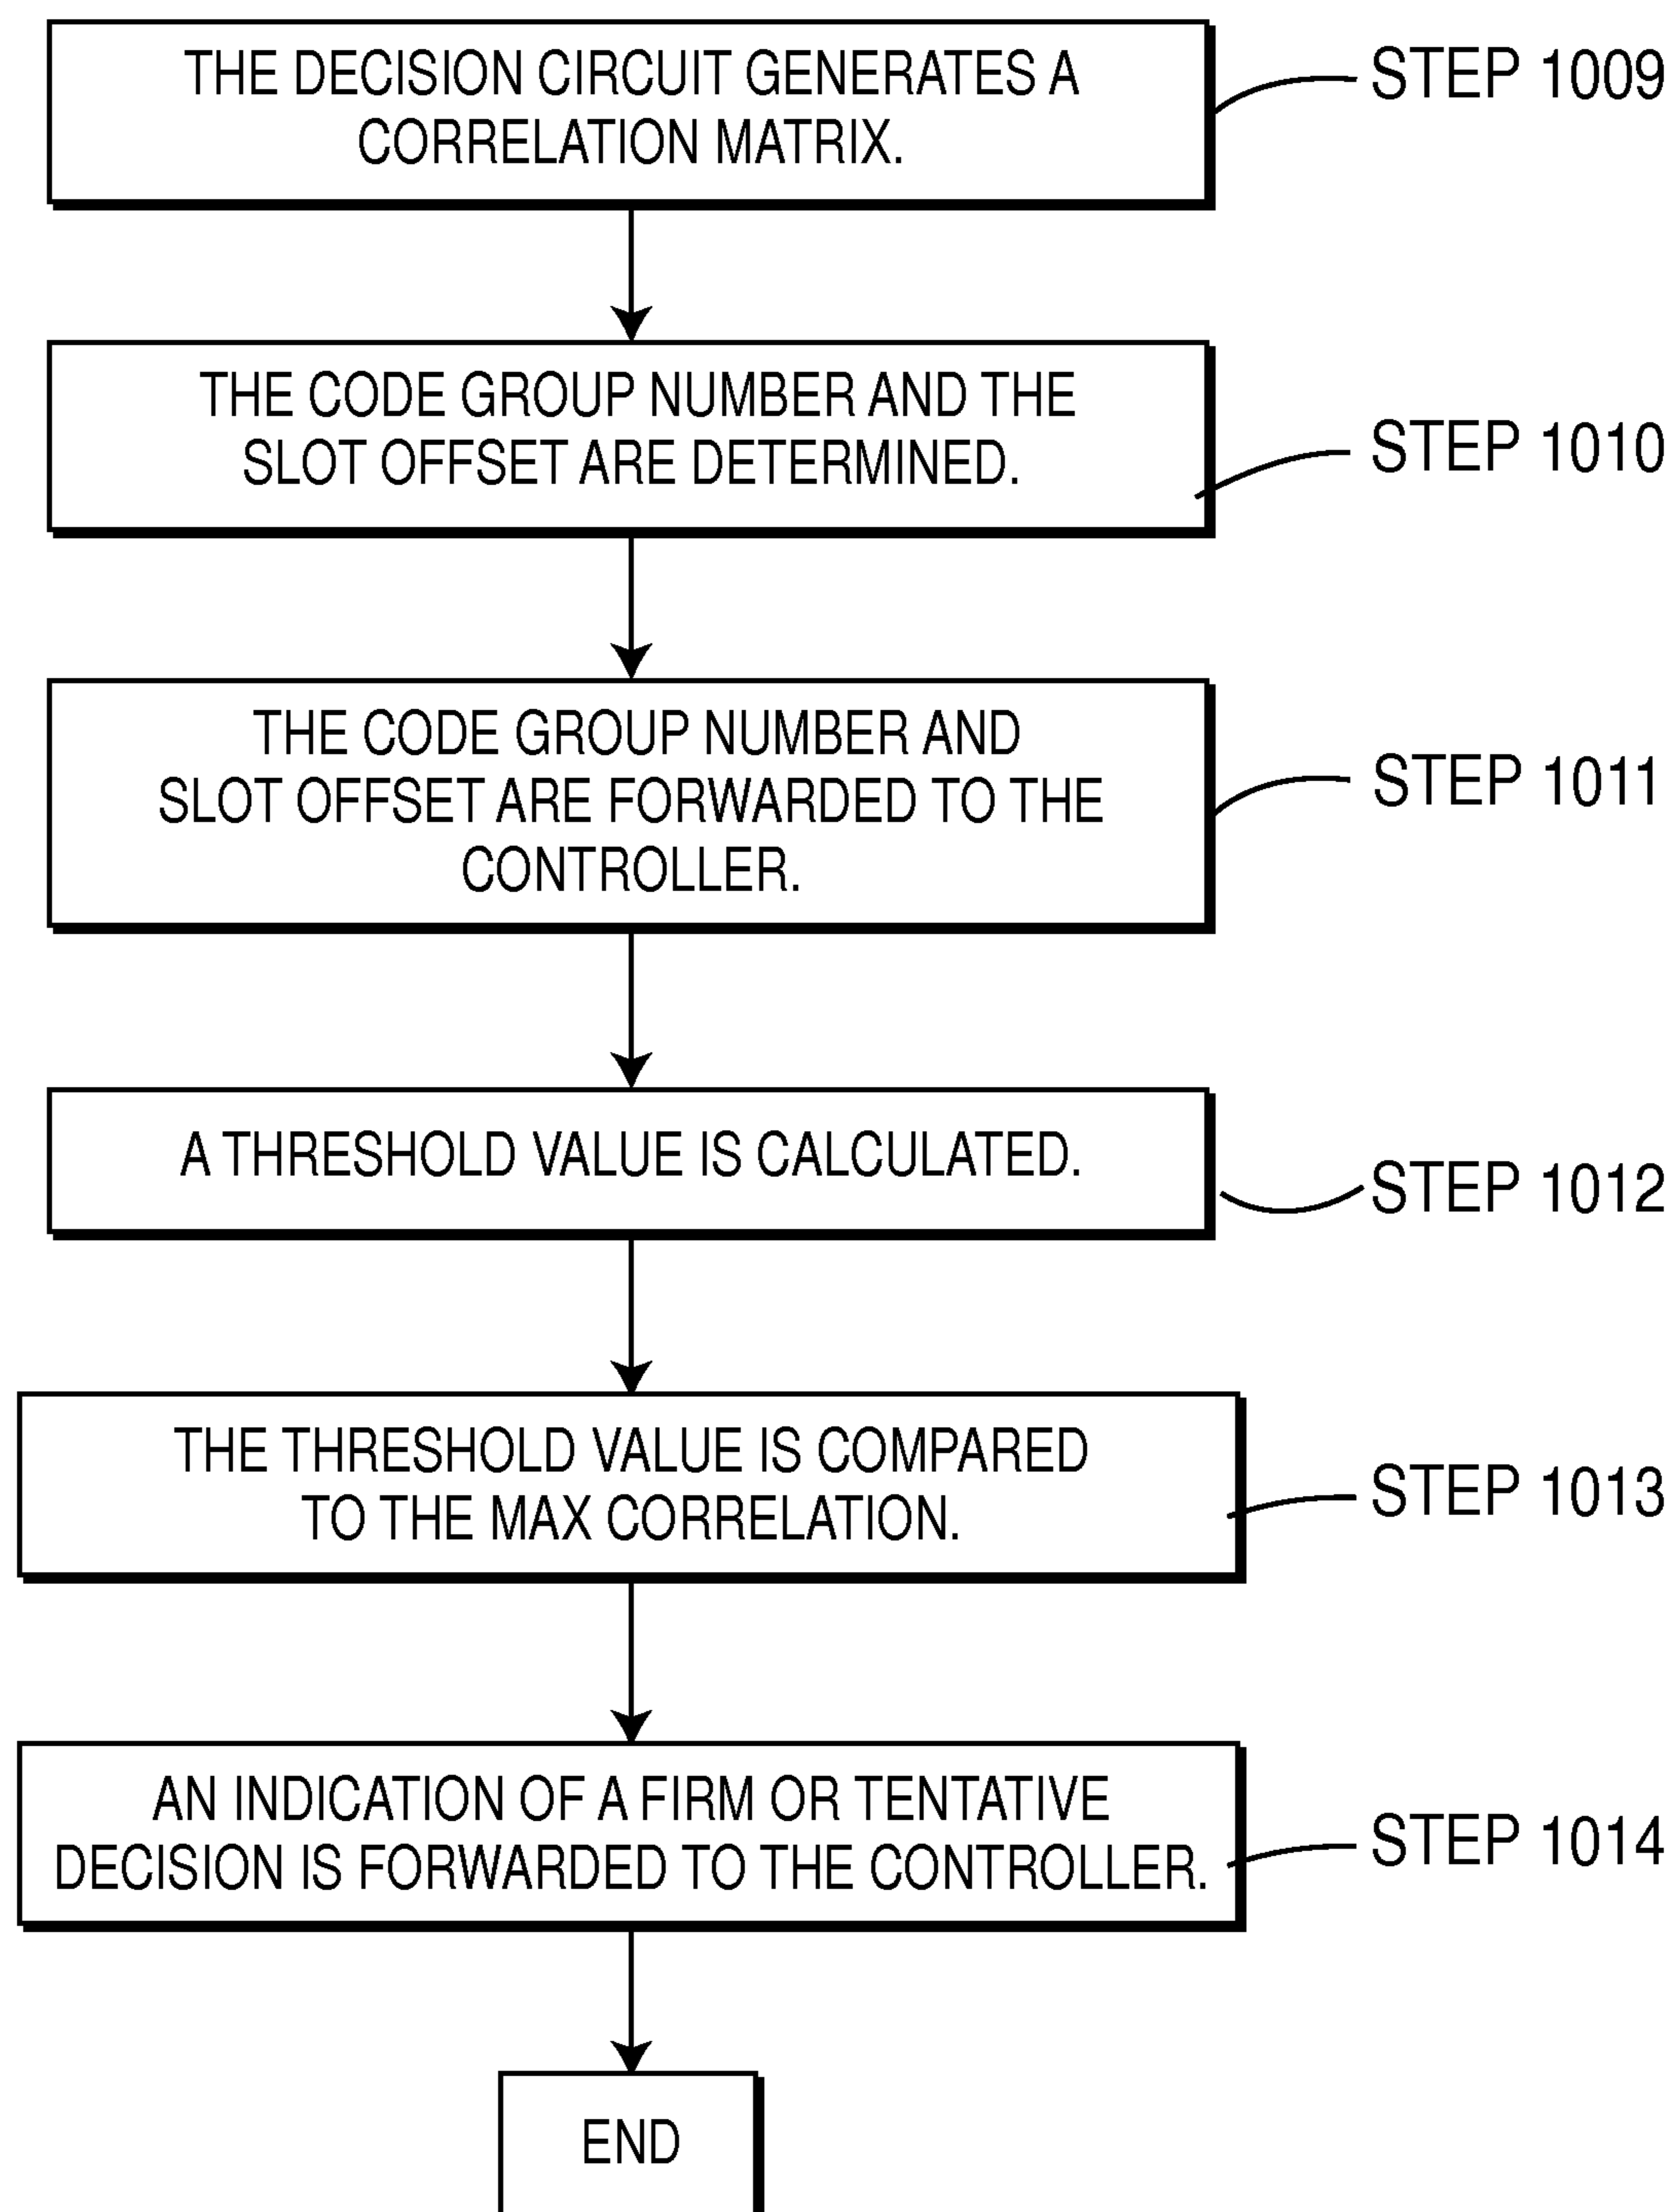 THE DECISION CIRCUIT GENERATES A
CORRELATION MATRIX.
STEP 1009
THE CODE GROUP NUMBER AND THE
SLOT OFFSET ARE DETERMINED.
STEP 1010
THE CODE GROUP NUMBER AND
SLOT OFFSET ARE FORWARDED TO THE
CONTROLLER.
STEP 1011
A THRESHOLD VALUE IS CALCULATED.
STEP 1012
THE THRESHOLD VALUE IS COMPARED
TO THE MAX CORRELATION.
STEP 1013
AN INDICATION OF A FIRM OR TENTATIVE
DECISION IS FORWARDED TO THE CONTROLLER.
STEP 1014
END